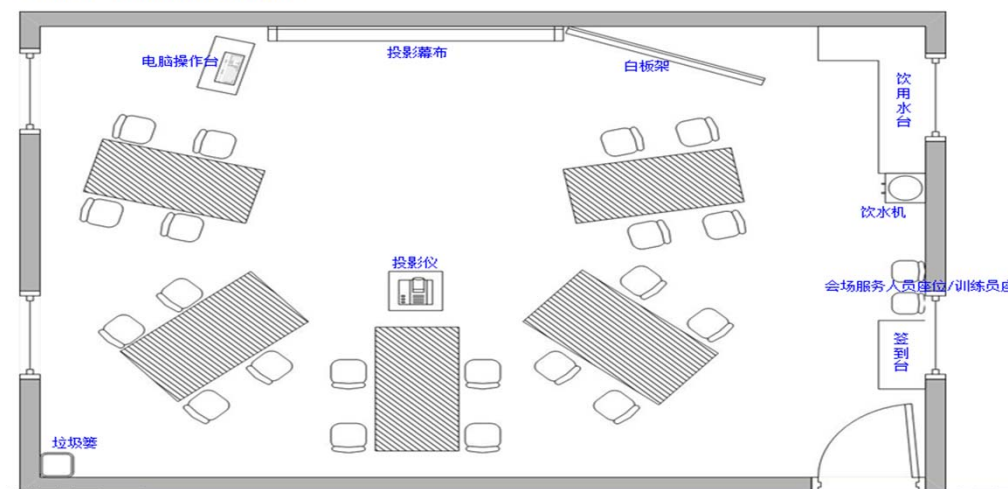 投影幕布
电脑操作台
白板架
饮用水台
饮水机
投影仪
会场服务人员座位/训练员座
签到台
垃圾篓